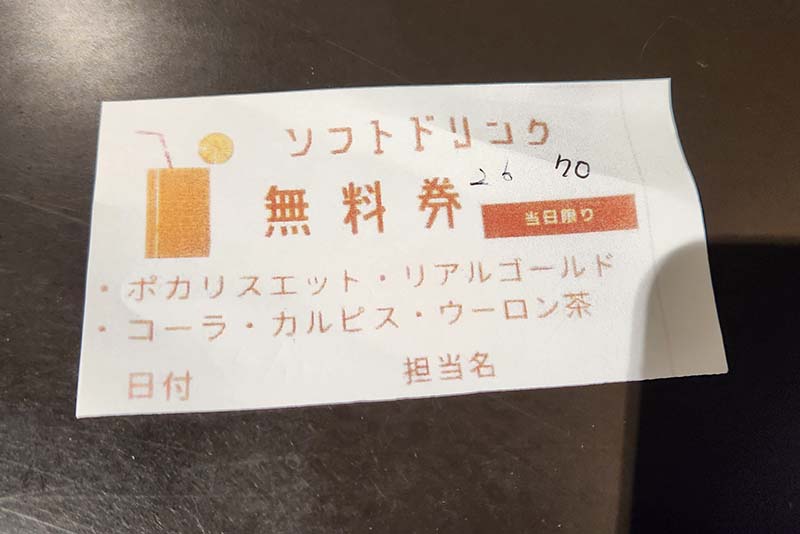 ソフトドリンク
無料券
26 70
当日限り
・ポカリスエット・リアルゴールド
・コーラ・カルピス・ウーロン茶
日付 担当名